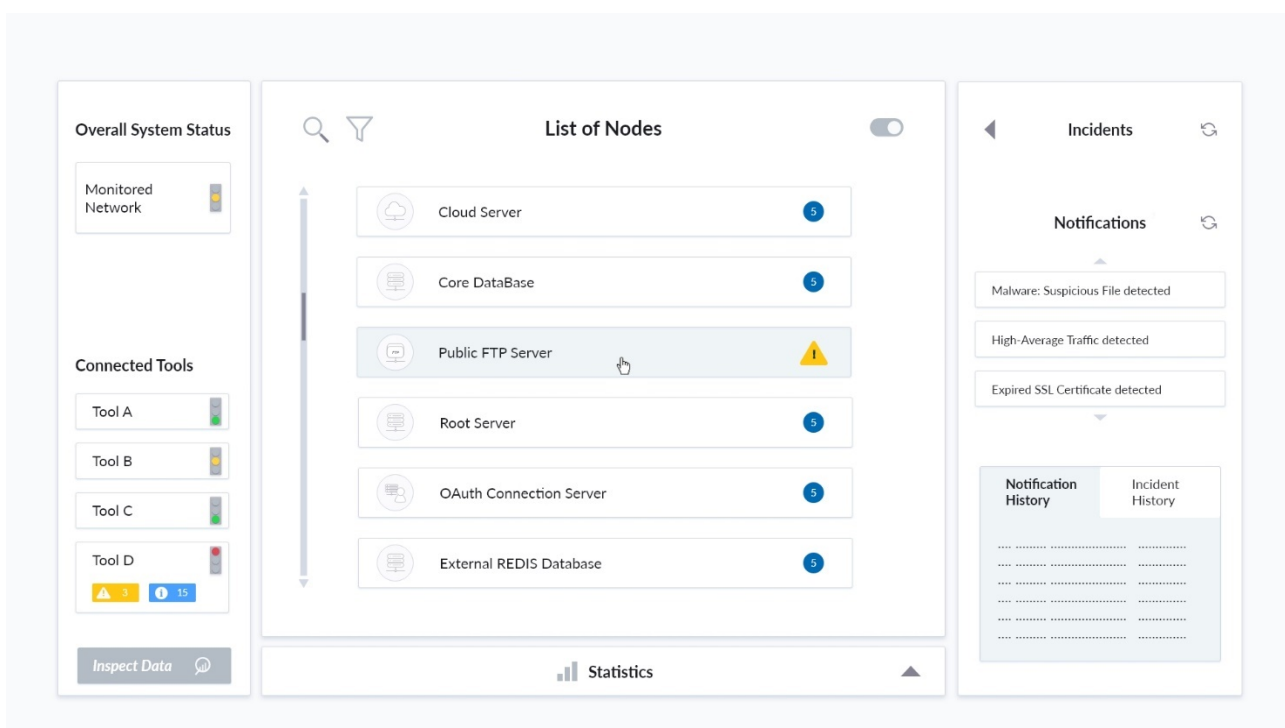 Overall System Status
Monitored
Network
Connected Tools
Tool A
Tool B
Tool C
Tool D
3
15
Inspect Data
List of Nodes
Cloud Server
5
Core DataBase
5
Public FTP Server
Root Server
5
OAuth Connection Server
5
External REDIS Database
5
Statistics
Incidents
Notifications
Malware: Suspicious File detected
High-Average Traffic detected
Expired SSL Certificate detected
Notification
History
Incident
History